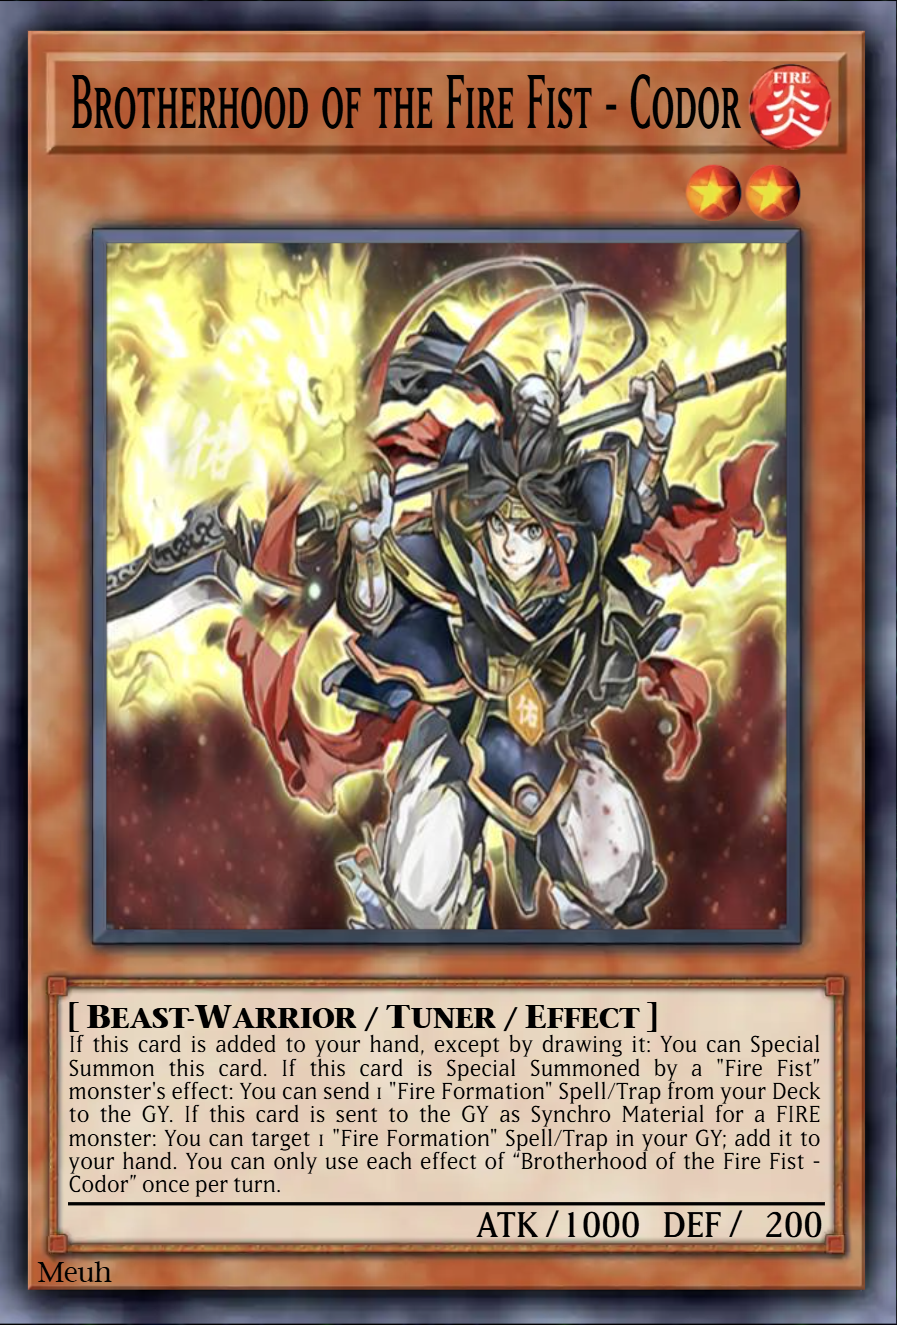 Brotherhood of the Fire Fist - Codor
FIRE
炎
佑
佑
[ Beast-Warrior / Tuner / Effect ]
If this card is added to your hand, except by drawing it: You can Special
Summon this card. If this card is Special Summoned by a "Fire Fist”
monster's effect: You can send 1 "Fire Formation" Spell/Trap from your Deck
to the GY. If this card is sent to the GY as Synchro Material for a FIRE
monster: You can target 1 "Fire Formation" Spell/Trap in your GY; add it to
your hand. You can only use each effect of “Brotherhood of the Fire Fist -
Codor” once per turn.
ATK / 1000 DEF / 200
Meuh